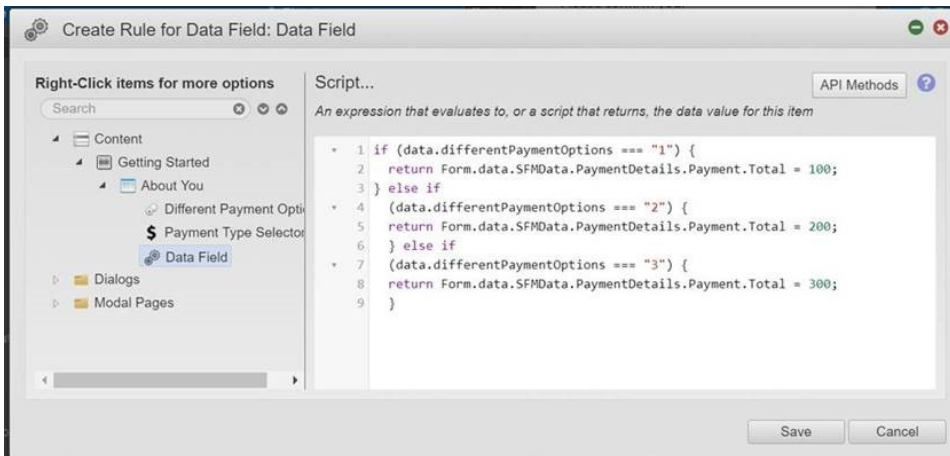 Create Rule for Data Field: Data Field
Right-Click items for more options
Search
Content
Getting Started
About You
Different Payment Opti
Payment Type Selector
Data Field
Dialogs
Modal Pages
Script...
API Methods
?
An expression that evaluates to, or a script that returns, the data value for this item
1 if (data.differentPaymentOptions === "1") {
2 return Form.data.SFMData.PaymentDetails.Payment.Total = 100;
3 } else if
4 (data.differentPaymentOptions === "2") {
5 return Form.data.SFMData.PaymentDetails.Payment.Total = 200;
6 } else if
7 (data.differentPaymentOptions === "3") {
8 return Form.data.SFMData.PaymentDetails.Payment.Total = 300;
9 }
Save
Cancel